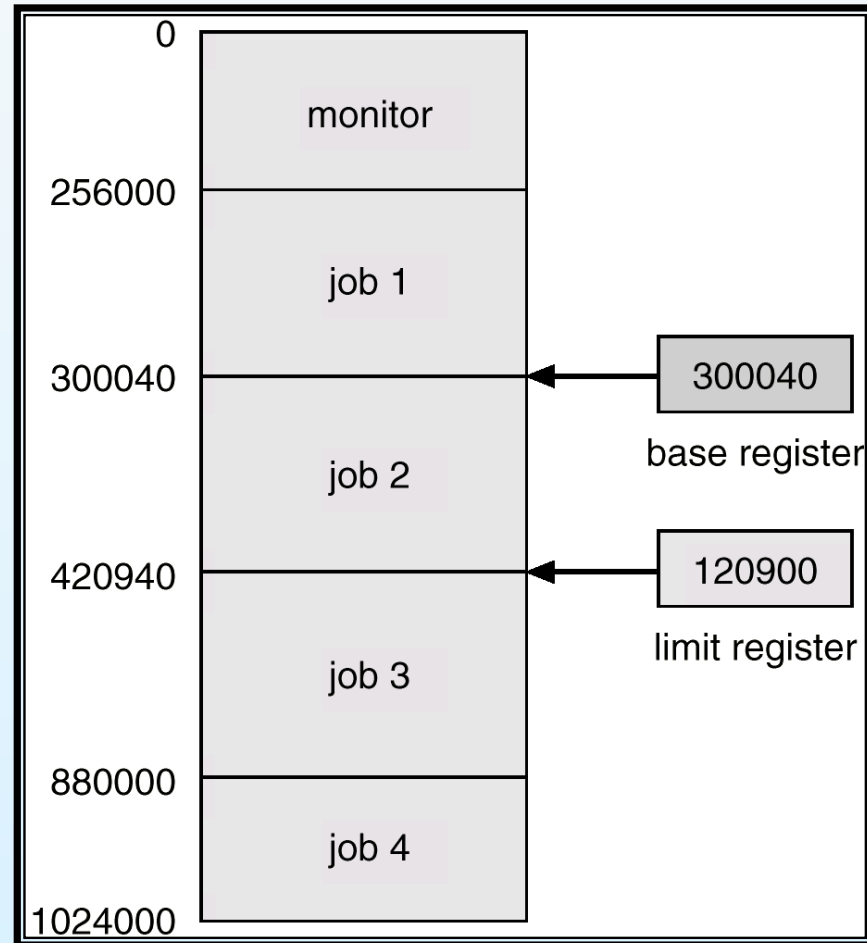 0
monitor
256000
job 1
300040
300040
base register
job 2
420940
120900
limit register
job 3
880000
job 4
1024000